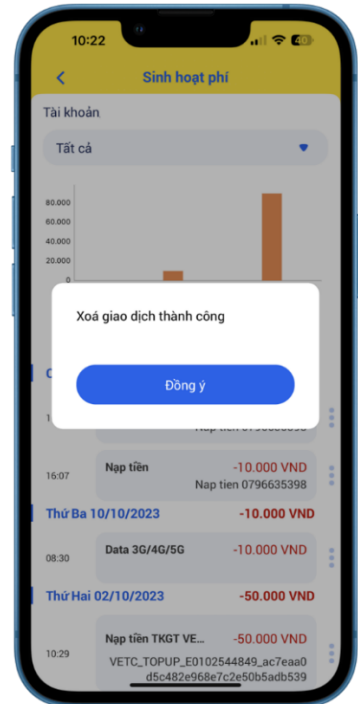 10:22
40
Sinh hoạt phí
Tài khoản
Tất cả
80.000
60.000
40.000
20.000
0
Xoá giao dịch thành công
Đồng ý
16:07
Nạp tiền
-10.000 VND
Nap tien 0796635398
Thứ Ba 10/10/2023
-10.000 VND
08:30
Data 3G/4G/5G
-10.000 VND
Thứ Hai 02/10/2023
-50.000 VND
10:29
Nạp tiền TKGT VE...
-50.000 VND
VETC_TOPUP_E0102544849_ac7eaa0
d5c482e968e7c2e50b5adb539